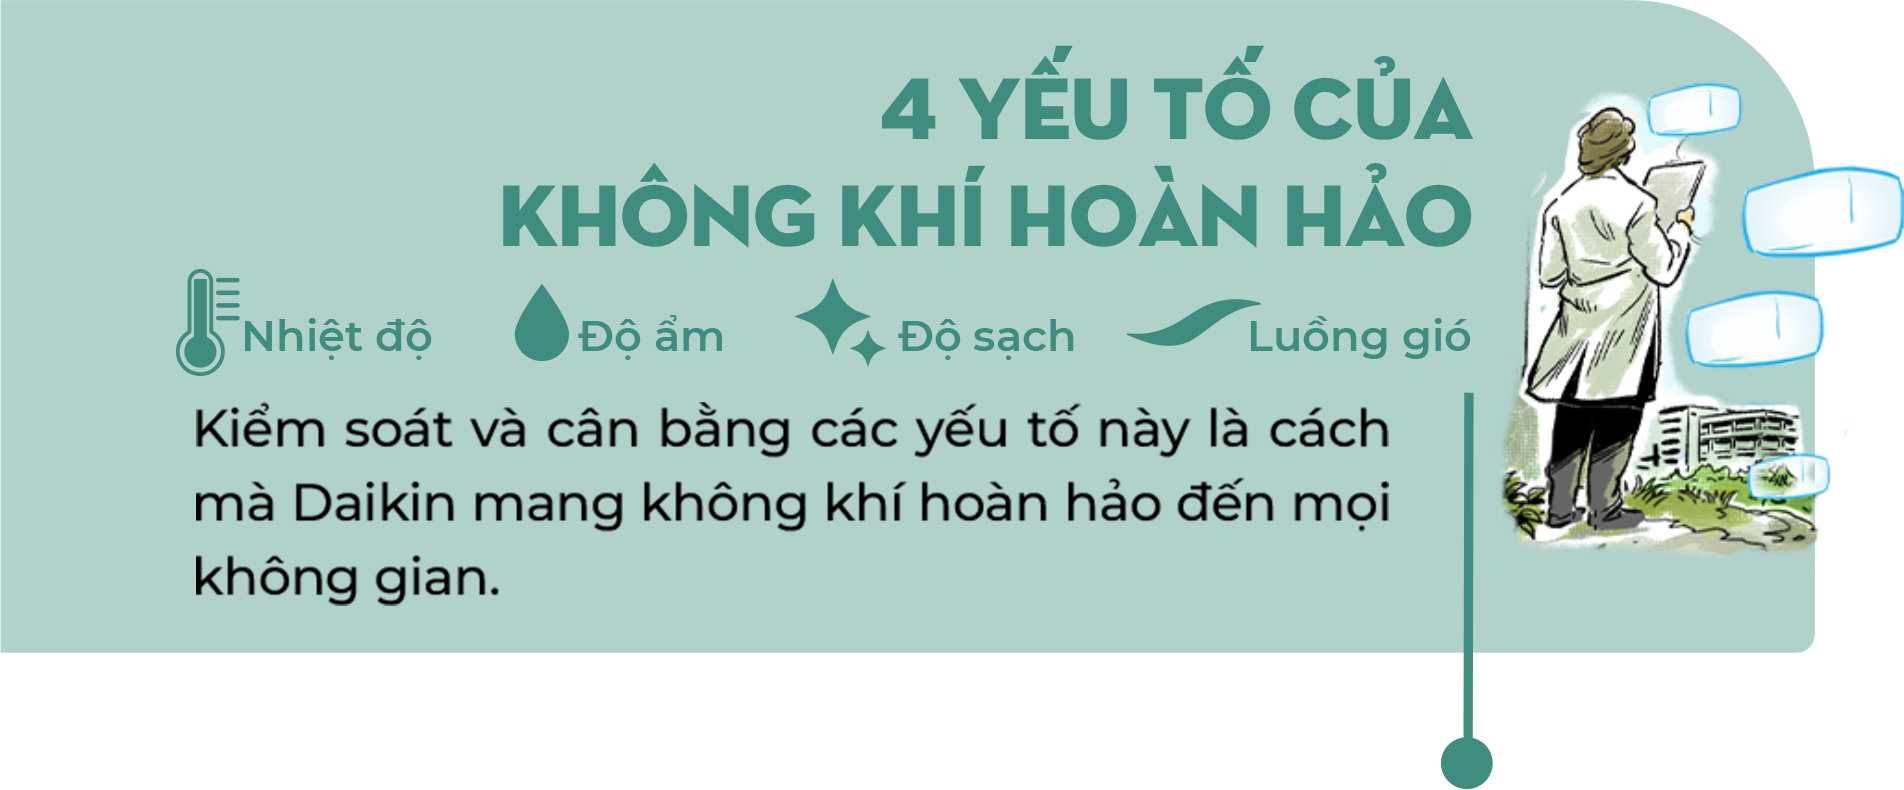 4 YẾU TỐ CỦA
KHÔNG KHÍ HOÀN HẢO
Nhiệt độ Độ ẩm Độ sạch Luồng gió
Kiểm soát và cân bằng các yếu tố này là cách
mà Daikin mang không khí hoàn hảo đến mọi
không gian.